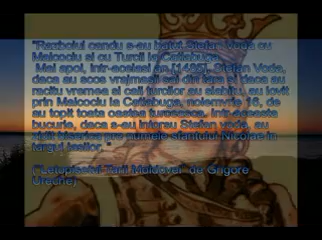 "Razboiul candu s-au batut Stefan Voda cu
Malcociu si cu Turcii la Catlabuga.
Mai apoi, intr-acelasi an Stefan Voda,
daca au scos vrajmasii sai din tara si daca au
racitu vremea si caii turcilor au slabitu, au lovit
prin Malcociu la Catlabuga, noiemvrie 16, de
au topit toata oastea turceasca. Intr-aceasta
bucurie, daca s-au intorsu Stefan voda, au
zidit biserica pre numele sfantului Nicolae in
targul Iasilor."
("Letopisetul Tarii Moldovei" de Grigore
Ureche)